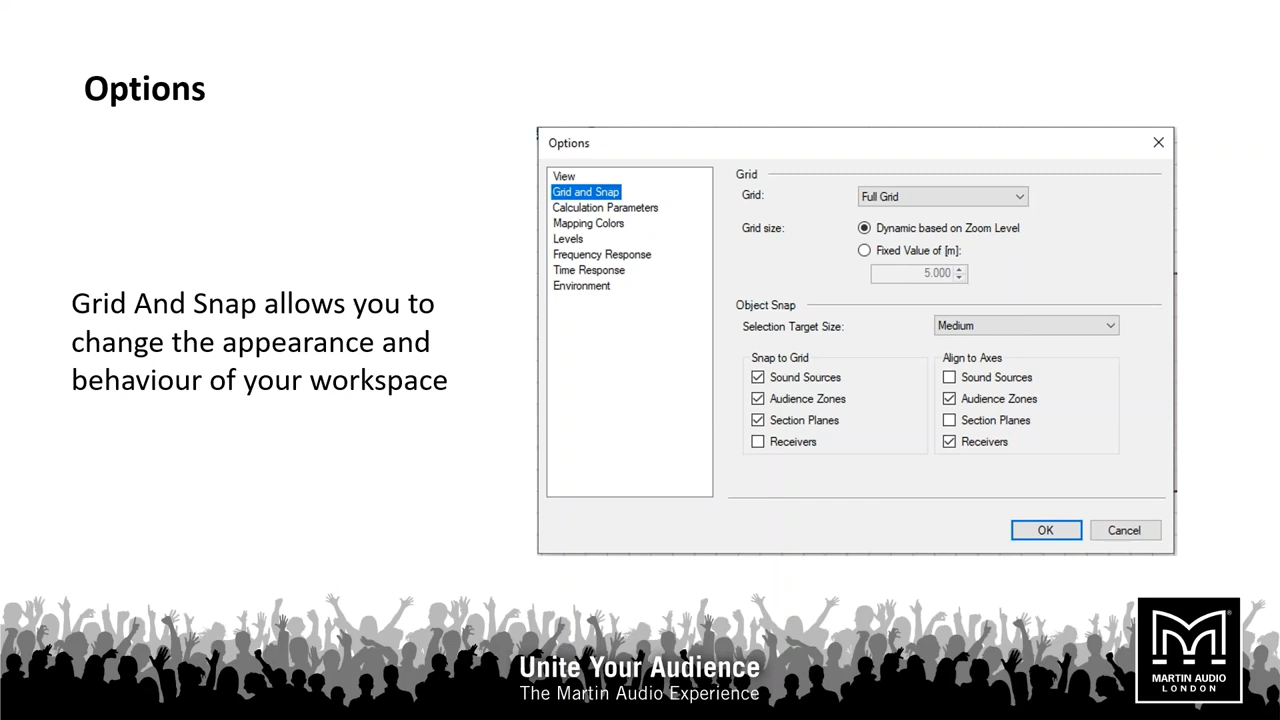 Options
Grid And Snap allows you to
change the appearance and
behaviour of your workspace
Options
View
Grid and Snap
Calculation Parameters
Mapping Colors
Levels
Frequency Response
Time Response
Environment
Grid
Grid: Full Grid
Grid size: Dynamic based on Zoom Level
Fixed Value of [m]:
5.000
Object Snap
Selection Target Size: Medium
Snap to Grid
Sound Sources
Audience Zones
Section Planes
Receivers
Align to Axes
Sound Sources
Audience Zones
Section Planes
Receivers
OK Cancel
Unite Your Audience
The Martin Audio Experience
MARTIN AUDIO
LONDON